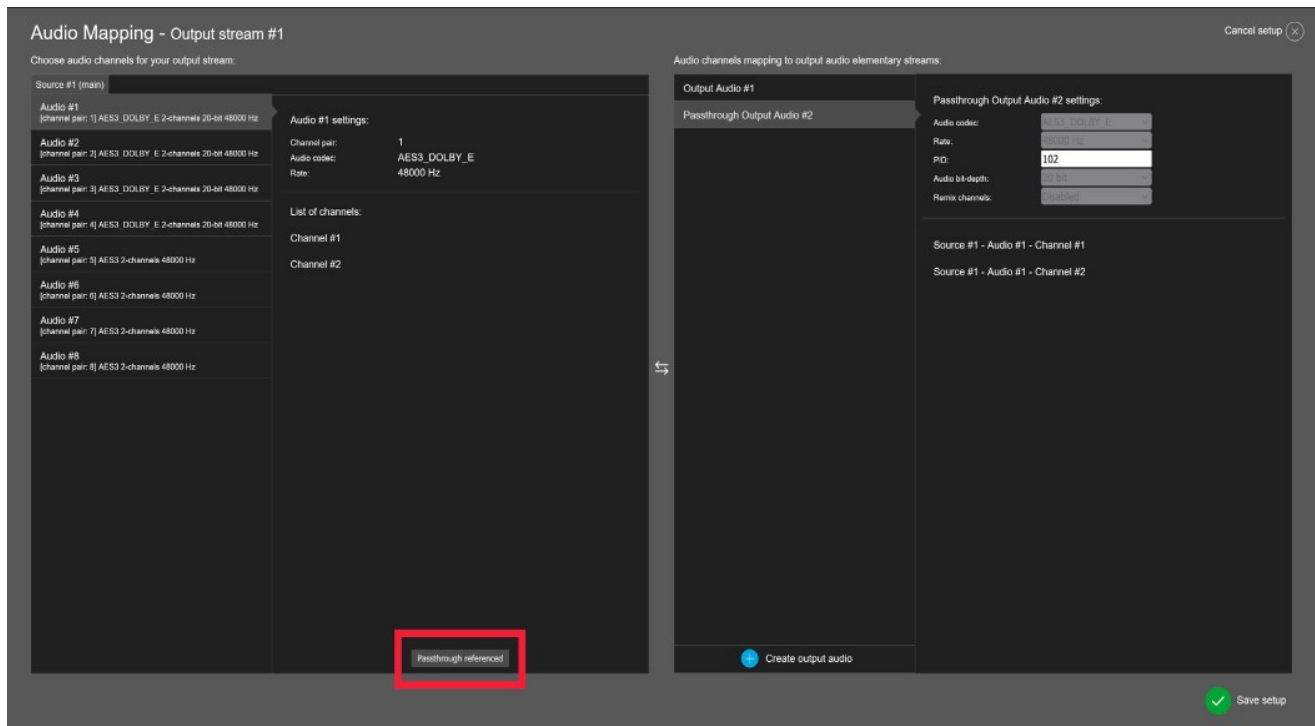 Audio Mapping - Output stream #1
Cancel setup
Choose audio channels for your output stream:
Source #1 (main)
Audio #1
[channel pair: 1] AES3_DOLBY_E 2-channels 20-bit 48000 Hz
Audio #2
[channel pair: 2] AES3_DOLBY_E 2-channels 20-bit 48000 Hz
Audio #3
[channel pair: 3] AES3_DOLBY_E 2-channels 20-bit 48000 Hz
Audio #4
[channel pair: 4] AES3_DOLBY_E 2-channels 20-bit 48000 Hz
Audio #5
[channel pair: 5] AES3 2-channels 48000 Hz
Audio #6
[channel pair: 6] AES3 2-channels 48000 Hz
Audio #7
[channel pair: 7] AES3 2-channels 48000 Hz
Audio #8
[channel pair: 8] AES3 2-channels 48000 Hz
Audio #1 settings:
Channel pair: 1
Audio codec: AES3_DOLBY_E
Rate: 48000 Hz
List of channels:
Channel #1
Channel #2
Passthrough referenced
Audio channels mapping to output audio elementary streams:
Output Audio #1
Passthrough Output Audio #2
Create output audio
Passthrough Output Audio #2 settings:
Audio codec: AES3_DOLBY_E
Rate: 48000 Hz
PID: 102
Audio bit-depth: 20 bit
Remix channels: Disabled
Source #1 - Audio #1 - Channel #1
Source #1 - Audio #1 - Channel #2
Save setup